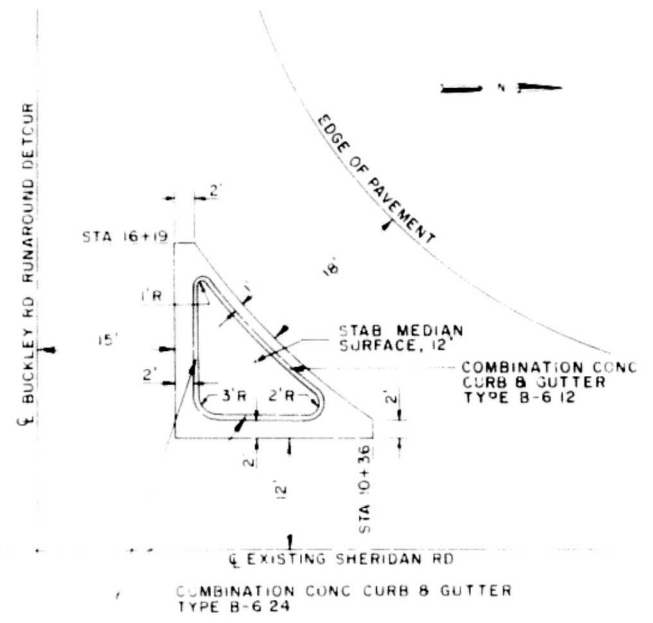 N
EDGE OF PAVEMENT
℄ BUCKLEY RD RUNAROUND DETOUR
2'
STA 16+19
18'
1'R
1'
STAB MEDIAN
SURFACE, 12"
15'
COMBINATION CONC
CURB & GUTTER
TYPE B-6.12
2'
3'R
2'R
2'
2'
12'
STA 10+36
℄ EXISTING SHERIDAN RD
COMBINATION CONC CURB & GUTTER
TYPE B-6 24